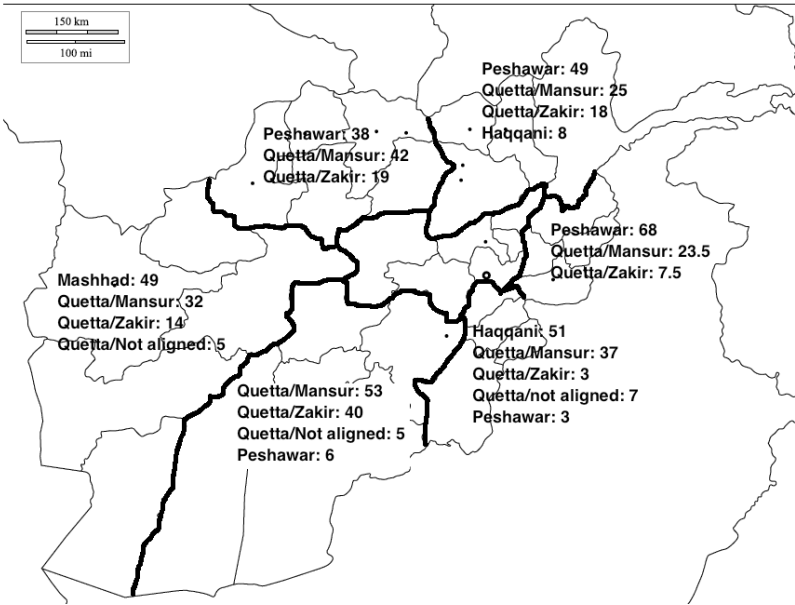 150 km
100 mi
Peshawar: 49
Quetta/Mansur: 25
Quetta/Zakir: 18
Haqqani: 8
Peshawar: 38
Quetta/Mansur: 42
Quetta/Zakir: 19
Peshawar: 68
Quetta/Mansur: 23.5
Quetta/Zakir: 7.5
Mashhad: 49
Quetta/Mansur: 32
Quetta/Zakir: 14
Quetta/Not aligned: 5
Haqqani: 51
Quetta/Mansur: 37
Quetta/Zakir: 3
Quetta/not aligned: 7
Peshawar: 3
Quetta/Mansur: 53
Quetta/Zakir: 40
Quetta/Not aligned: 5
Peshawar: 6